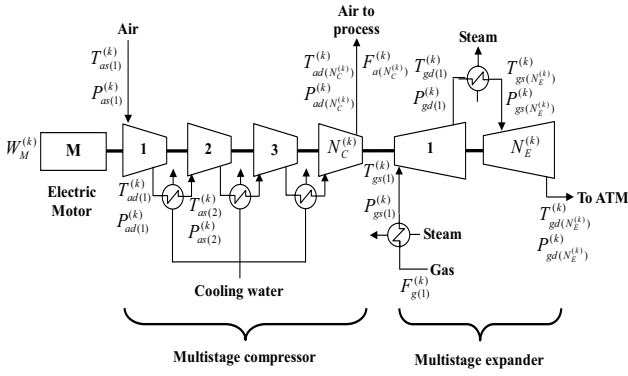 Air
T_{as(1)}^{(k)}
P_{as(1)}^{(k)}
Air to
process
T_{ad(N_C^{(k)})}^{(k)}
P_{ad(N_C^{(k)})}^{(k)}
F_{a(N_C^{(k)})}^{(k)}
T_{gd(1)}^{(k)}
P_{gd(1)}^{(k)}
Steam
T_{gs(N_E^{(k)})}^{(k)}
P_{gs(N_E^{(k)})}^{(k)}
W_M^{(k)}
M
1
2
3
N_C^{(k)}
1
N_E^{(k)}
Electric
Motor
T_{ad(1)}^{(k)}
P_{ad(1)}^{(k)}
T_{as(2)}^{(k)}
P_{as(2)}^{(k)}
T_{gs(1)}^{(k)}
P_{gs(1)}^{(k)}
Steam
Gas
F_{g(1)}^{(k)}
To ATM
T_{gd(N_E^{(k)})}^{(k)}
P_{gd(N_E^{(k)})}^{(k)}
Cooling water
Multistage compressor
Multistage expander